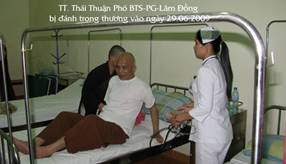 TT. Thái Thuận Phó BTS-PG-Lâm Đồng
bị đánh trọng thương vào ngày 29.06.2009